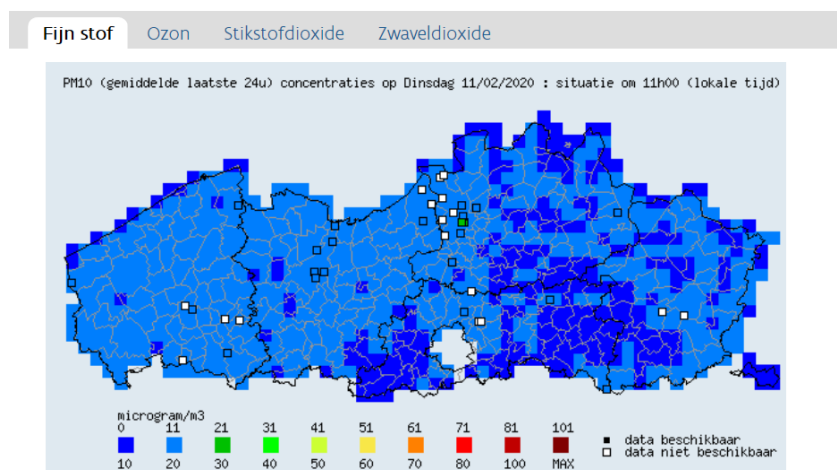 Fijn stof Ozon Stikstofdioxide Zwaveldioxide
PM10 (gemiddelde laatste 24u) concentraties op Dinsdag 11/02/2020 : situatie om 11h00 (lokale tijd)
microgram/m3
0 11 21 31 41 51 61 71 81 101
10 20 30 40 50 60 70 80 100 MAX
data beschikbaar
data niet beschikbaar